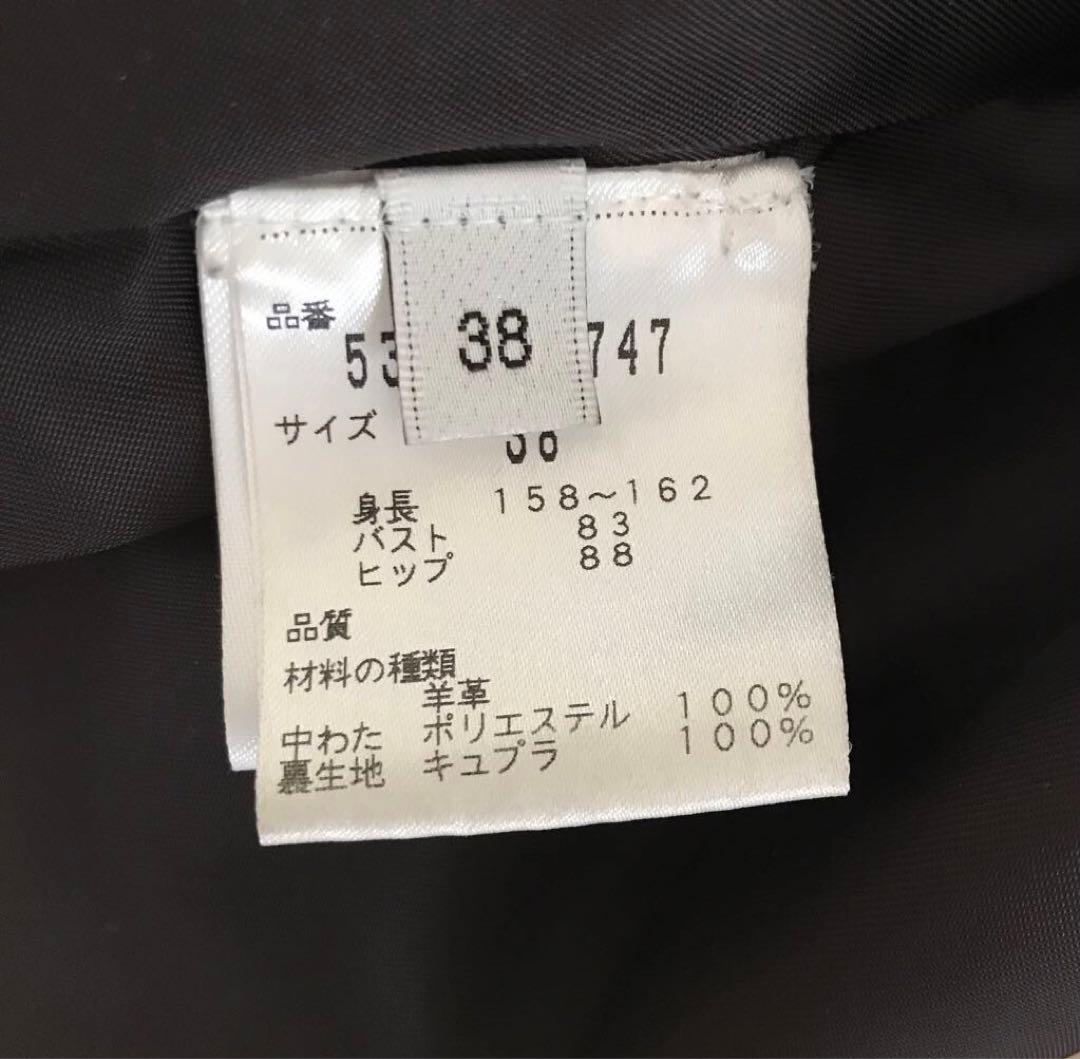 38
品番
53 747
サイズ 38
身長 158～162
バスト 83
ヒップ 88
品質
材料の種類
羊革
中わた ポリエステル 100%
裏生地 キュプラ 100%